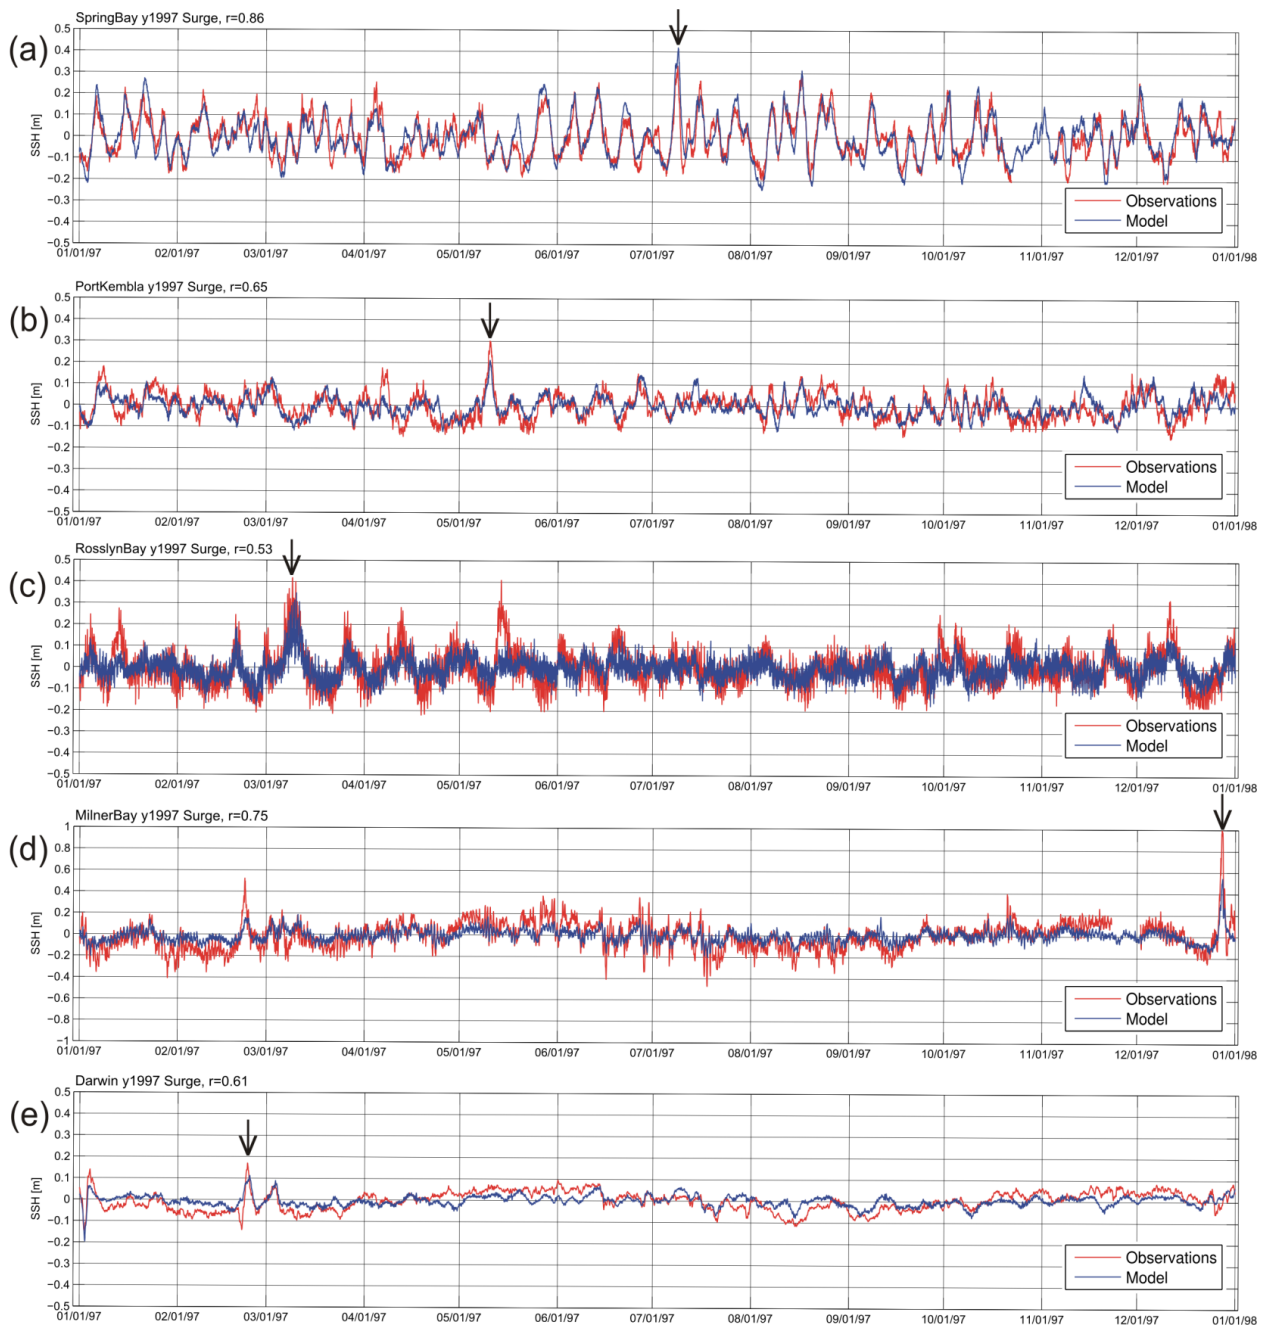 SpringBay y1997 Surge, r=0.86
(a)
SSH [m]
0.5
0.4
0.3
0.2
0.1
0
−0.1
−0.2
−0.3
−0.4
−0.5
Observations
Model
01/01/97 02/01/97 03/01/97 04/01/97 05/01/97 06/01/97 07/01/97 08/01/97 09/01/97 10/01/97 11/01/97 12/01/97 01/01/98
PortKembla y1997 Surge, r=0.65
(b)
SSH [m]
0.5
0.4
0.3
0.2
0.1
0
−0.1
−0.2
−0.3
−0.4
−0.5
Observations
Model
01/01/97 02/01/97 03/01/97 04/01/97 05/01/97 06/01/97 07/01/97 08/01/97 09/01/97 10/01/97 11/01/97 12/01/97 01/01/98
RosslynBay y1997 Surge, r=0.53
(c)
SSH [m]
0.5
0.4
0.3
0.2
0.1
0
−0.1
−0.2
−0.3
−0.4
−0.5
Observations
Model
01/01/97 02/01/97 03/01/97 04/01/97 05/01/97 06/01/97 07/01/97 08/01/97 09/01/97 10/01/97 11/01/97 12/01/97 01/01/98
MilnerBay y1997 Surge, r=0.75
(d)
SSH [m]
1
0.8
0.6
0.4
0.2
0
−0.2
−0.4
−0.6
−0.8
−1
Observations
Model
01/01/97 02/01/97 03/01/97 04/01/97 05/01/97 06/01/97 07/01/97 08/01/97 09/01/97 10/01/97 11/01/97 12/01/97 01/01/98
Darwin y1997 Surge, r=0.61
(e)
SSH [m]
0.5
0.4
0.3
0.2
0.1
0
−0.1
−0.2
−0.3
−0.4
−0.5
Observations
Model
01/01/97 02/01/97 03/01/97 04/01/97 05/01/97 06/01/97 07/01/97 08/01/97 09/01/97 10/01/97 11/01/97 12/01/97 01/01/98